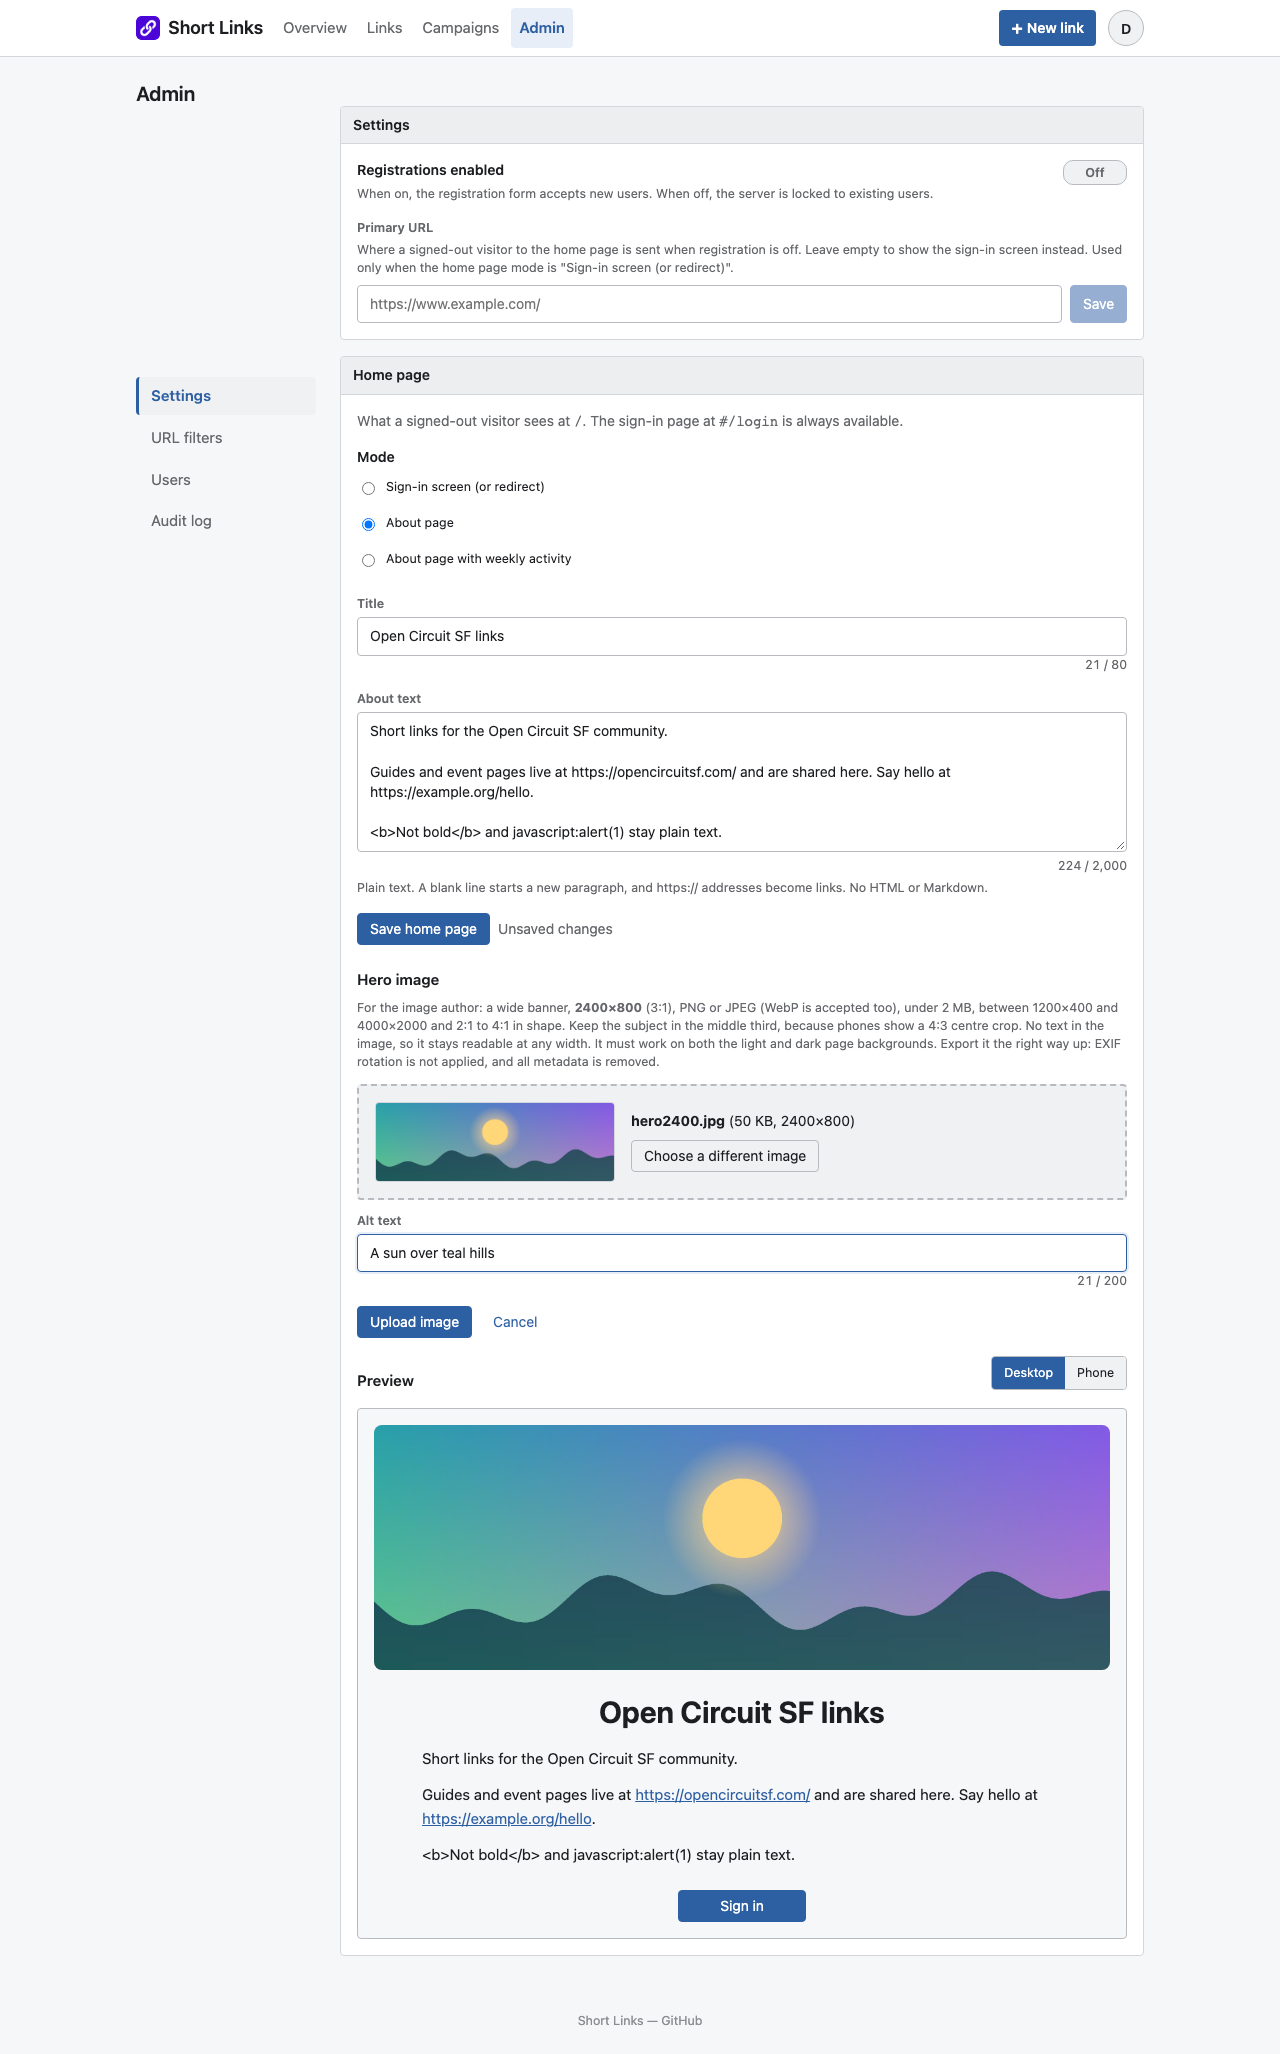 Short Links
Overview
Links
Campaigns
Admin
+ New link
D
Admin
Settings
URL filters
Users
Audit log
Settings
Registrations enabled
Off
When on, the registration form accepts new users. When off, the server is locked to existing users.
Primary URL
Where a signed-out visitor to the home page is sent when registration is off. Leave empty to show the sign-in screen instead. Used
only when the home page mode is "Sign-in screen (or redirect)".
https://www.example.com/
Save
Home page
What a signed-out visitor sees at /. The sign-in page at #/login is always available.
Mode
Sign-in screen (or redirect)
About page
About page with weekly activity
Title
Open Circuit SF links
21 / 80
About text
Short links for the Open Circuit SF community.
Guides and event pages live at https://opencircuitsf.com/ and are shared here. Say hello at
https://example.org/hello.
<b>Not bold</b> and javascript:alert(1) stay plain text.
224 / 2,000
Plain text. A blank line starts a new paragraph, and https:// addresses become links. No HTML or Markdown.
Save home page
Unsaved changes
Hero image
For the image author: a wide banner, 2400×800 (3:1), PNG or JPEG (WebP is accepted too), under 2 MB, between 1200×400 and
4000×2000 and 2:1 to 4:1 in shape. Keep the subject in the middle third, because phones show a 4:3 centre crop. No text in the
image, so it stays readable at any width. It must work on both the light and dark page backgrounds. Export it the right way up: EXIF
rotation is not applied, and all metadata is removed.
hero2400.jpg (50 KB, 2400×800)
Choose a different image
Alt text
A sun over teal hills
21 / 200
Upload image
Cancel
Preview
Desktop
Phone
Open Circuit SF links
Short links for the Open Circuit SF community.
Guides and event pages live at https://opencircuitsf.com/ and are shared here. Say hello at
https://example.org/hello.
<b>Not bold</b> and javascript:alert(1) stay plain text.
Sign in
Short Links — GitHub